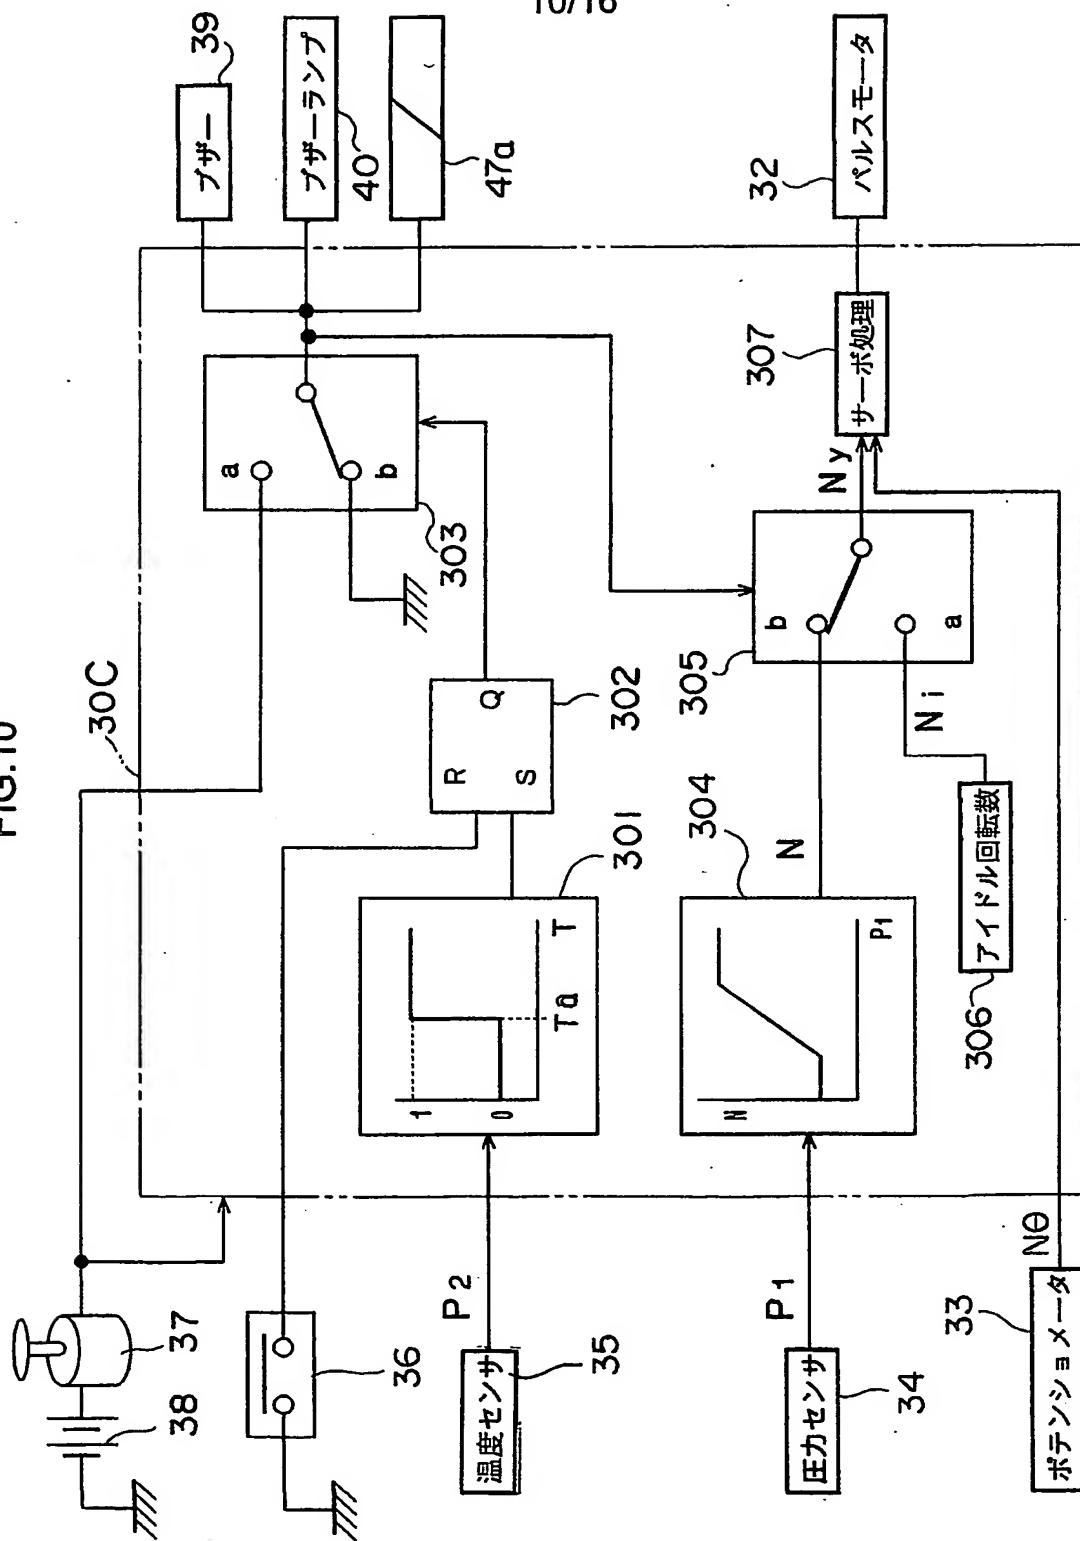 10/16
FIG.10
30C
38
37
36
P2
温度センサ
35
P1
圧力センサ
34
Nθ
33
ポテンショメータ
1
0
Ta
T
301
N
P1
304
R
S
Q
302
a
b
303
N
Ni
306
アイドル回転数
b
a
305
Ny
307
サーボ処理
39
ブザー
ブザーランプ
40
47a
32
パルスモータ